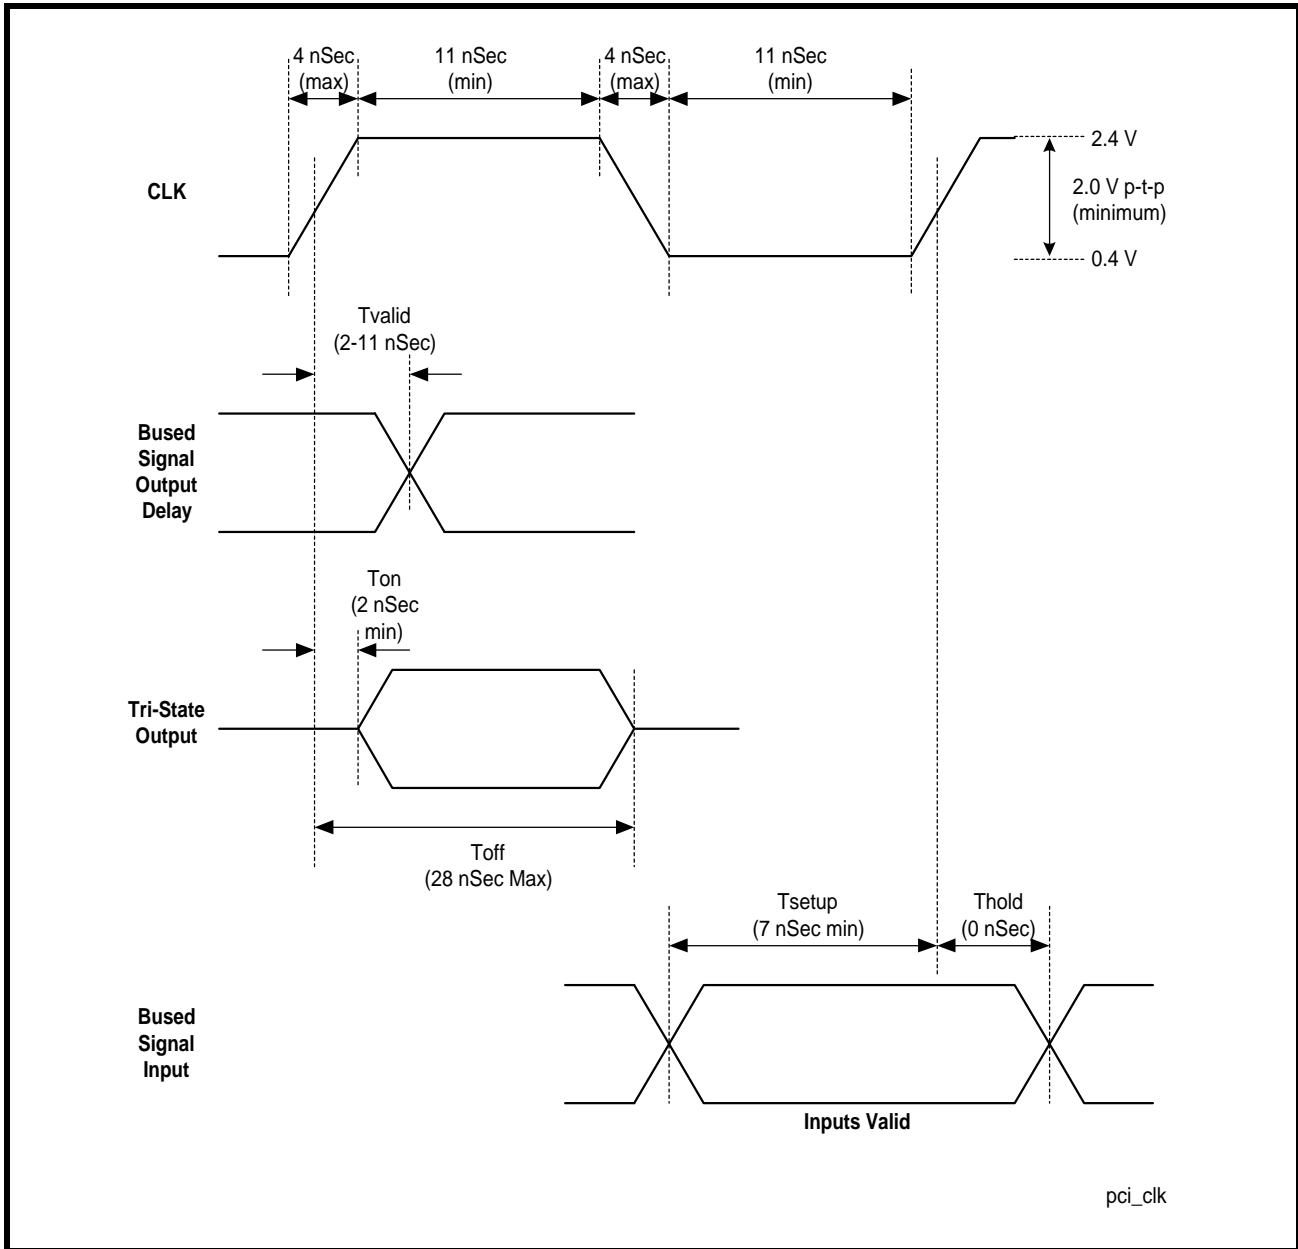 4 nSec
(max)
11 nSec
(min)
4 nSec
(max)
11 nSec
(min)
2.4 V
CLK
2.0 V p-t-p
(minimum)
0.4 V
Tvalid
(2-11 nSec)
Bused
Signal
Output
Delay
Ton
(2 nSec
min)
Tri-State
Output
Toff
(28 nSec Max)
Tsetup
(7 nSec min)
Thold
(0 nSec)
Bused
Signal
Input
Inputs Valid
pci_clk